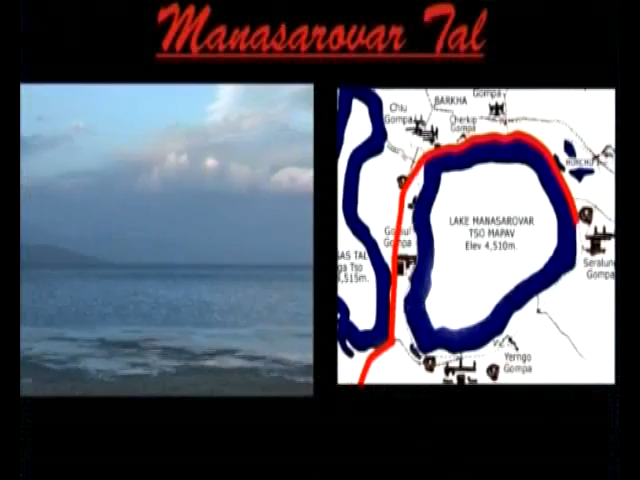 Manasarovar Tal
Gompa
Chiu
Gompa
BARKHA
Cherkip
Gompa
LAKE MANASAROVAR
TSO MAPAV
Elev 4,510m.
Gompa
Seralung
Gompa
Yerngo
Gompa